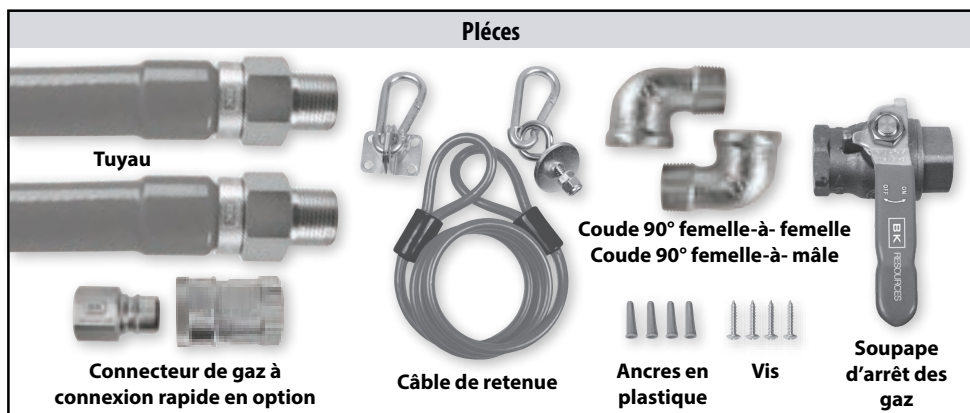 Pléces
Tuyau
Coude 90° femelle-à- femelle
Coude 90° femelle-à- mâle
ON
OFF
BK
RESOURCES
Connecteur de gaz à
connexion rapide en option
Câble de retenue
Ancres en
plastique
Vis
Soupape
d’arrêt des
gaz